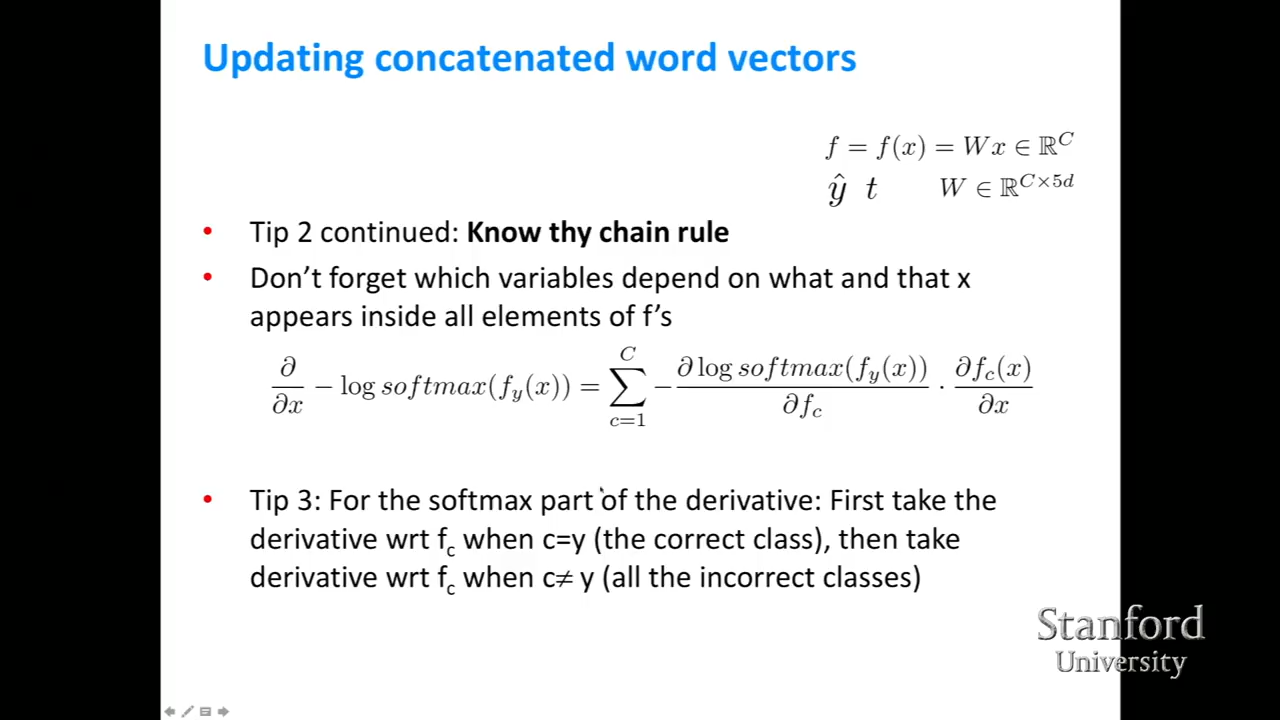 Updating concatenated word vectors
f = f(x) = Wx ∈ ℝ^C
ŷ t W ∈ ℝ^{C×5d}
• Tip 2 continued: Know thy chain rule
• Don’t forget which variables depend on what and that x
appears inside all elements of f’s
∂/∂x − log softmax(f_y(x)) = ∑_{c=1}^{C} − ∂ log softmax(f_y(x))/∂f_c · ∂f_c(x)/∂x
• Tip 3: For the softmax part of the derivative: First take the
derivative wrt f_c when c=y (the correct class), then take
derivative wrt f_c when c≠ y (all the incorrect classes)
Stanford
University